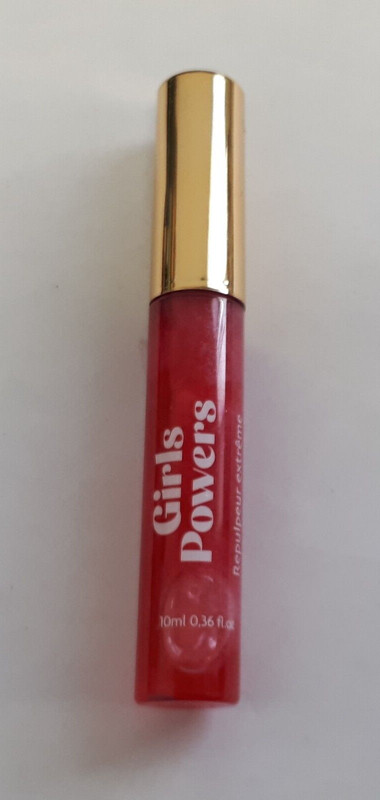 Girls
Powers
Repulpeur extrême
10ml 0,36 fl.oz